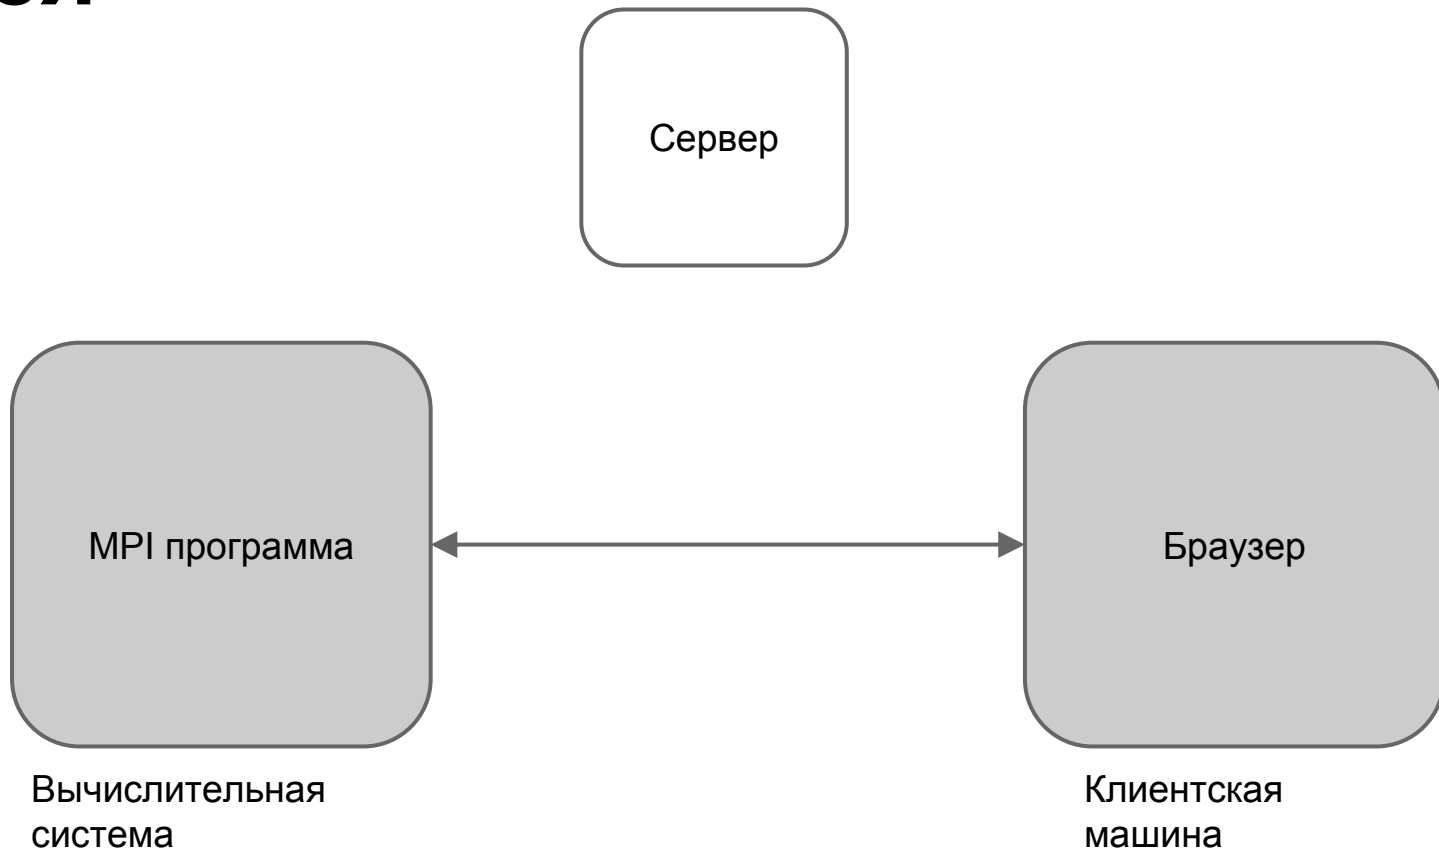 Сервер
MPI программа
Браузер
Вычислительная
система
Клиентская
машина